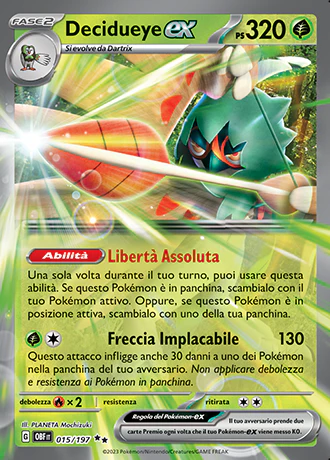 FASE2
Decidueye ex PS 320
Si evolve da Dartrix
Abilità Libertà Assoluta
Una sola volta durante il tuo turno, puoi usare questa
abilità. Se questo Pokémon è in panchina, scambialo con il
tuo Pokémon attivo. Oppure, se questo Pokémon è in
posizione attiva, scambialo con uno della tua panchina.
Freccia Implacabile 130
Questo attacco infligge anche 30 danni a uno dei Pokémon
nella panchina del tuo avversario. Non applicare debolezza
e resistenza ai Pokémon in panchina.
debolezza ×2 resistenza ritirata
Regola del Pokémon-ex
Il tuo avversario prende due
carte Premio ogni volta che il tuo Pokémon-ex viene messo KO.
ILL. PLANETA Mochizuki
G OBF IT 015/197
©2023 Pokémon/Nintendo/Creatures/GAME FREAK